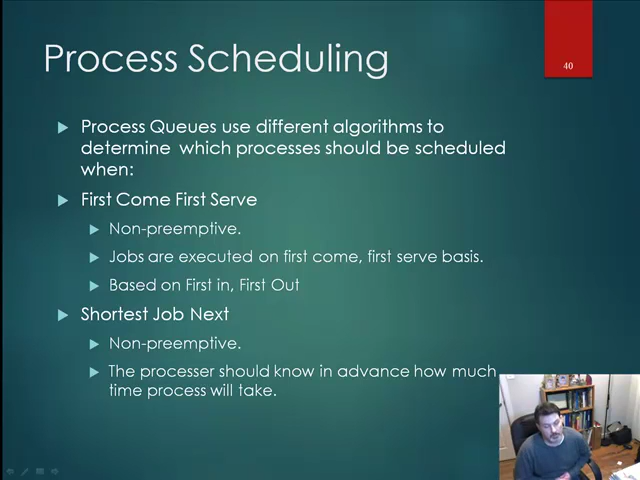 Process Scheduling
40
Process Queues use different algorithms to
determine which processes should be scheduled
when:
First Come First Serve
Non-preemptive.
Jobs are executed on first come, first serve basis.
Based on First in, First Out
Shortest Job Next
Non-preemptive.
The processer should know in advance how much
time process will take.